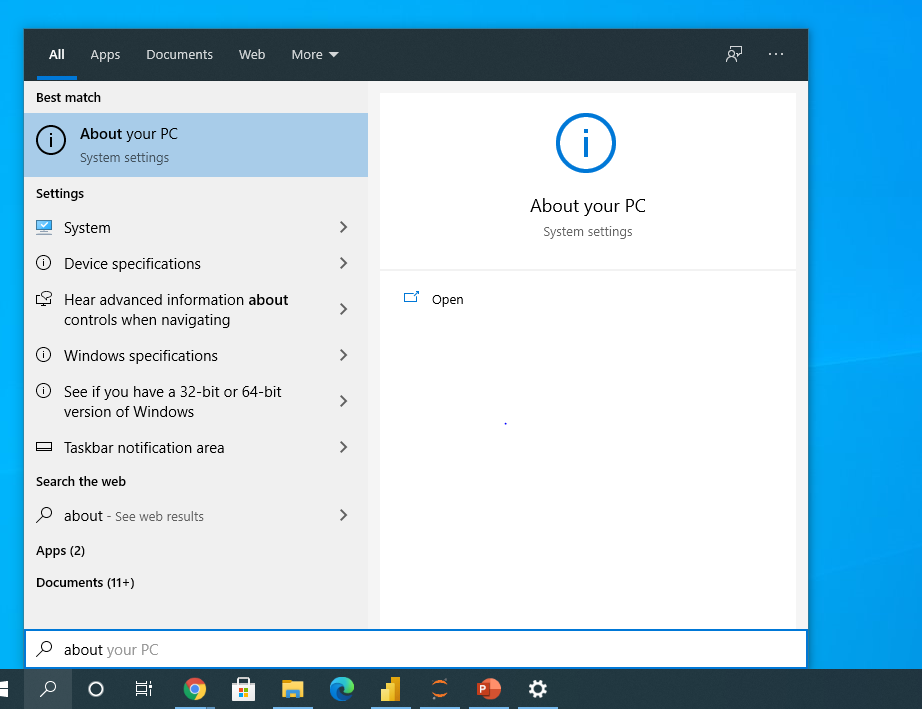 All Apps Documents Web More
Best match
About your PC
System settings
Settings
System
Device specifications
Hear advanced information about
controls when navigating
Windows specifications
See if you have a 32-bit or 64-bit
version of Windows
Taskbar notification area
Search the web
about - See web results
Apps (2)
Documents (11+)
About your PC
System settings
Open
about your PC
P